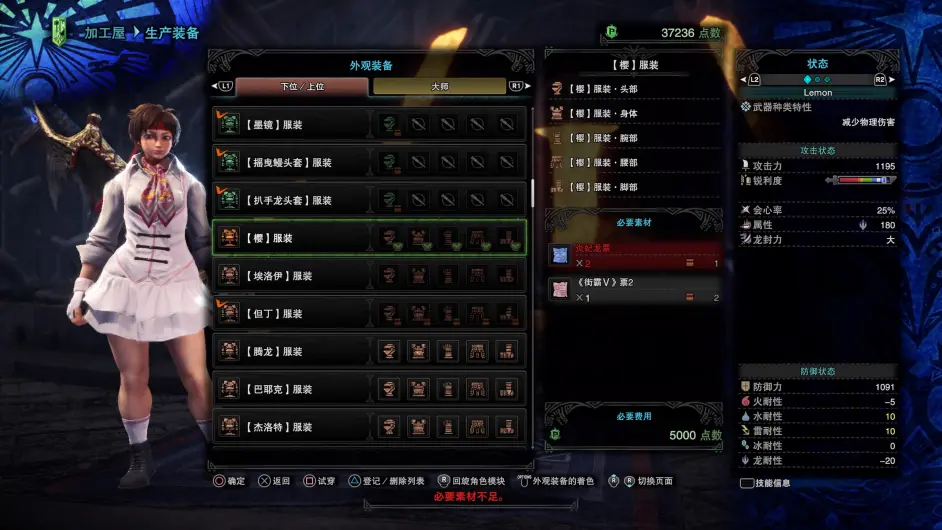 加工屋 ▶ 生产装备
37236 点数
外观装备
L1 下位/上位 大师 R1
【墨镜】服装
【摇曳鳗头套】服装
【扒手龙头套】服装
【樱】服装
【埃洛伊】服装
【但丁】服装
【腾龙】服装
【巴耶克】服装
【杰洛特】服装
【樱】服装
【樱】服装・头部
【樱】服装・身体
【樱】服装・腕部
【樱】服装・腰部
【樱】服装・脚部
必要素材
×2 1
《街霸Ⅴ》票2
×1 2
必要费用
5000 点数
状态
L2 R2
Lemon
武器种类特性
减少物理伤害
攻击状态
攻击力 1195
锐利度
会心率 25%
属性 180
龙封力 大
防御状态
防御力 1091
火耐性 -5
水耐性 10
雷耐性 10
冰耐性 0
龙耐性 -20
技能信息
确定 返回 试穿 登记/删除列表 R 回旋角色模块 OPTIONS 外观装备的着色 R 切换页面
必要素材不足。